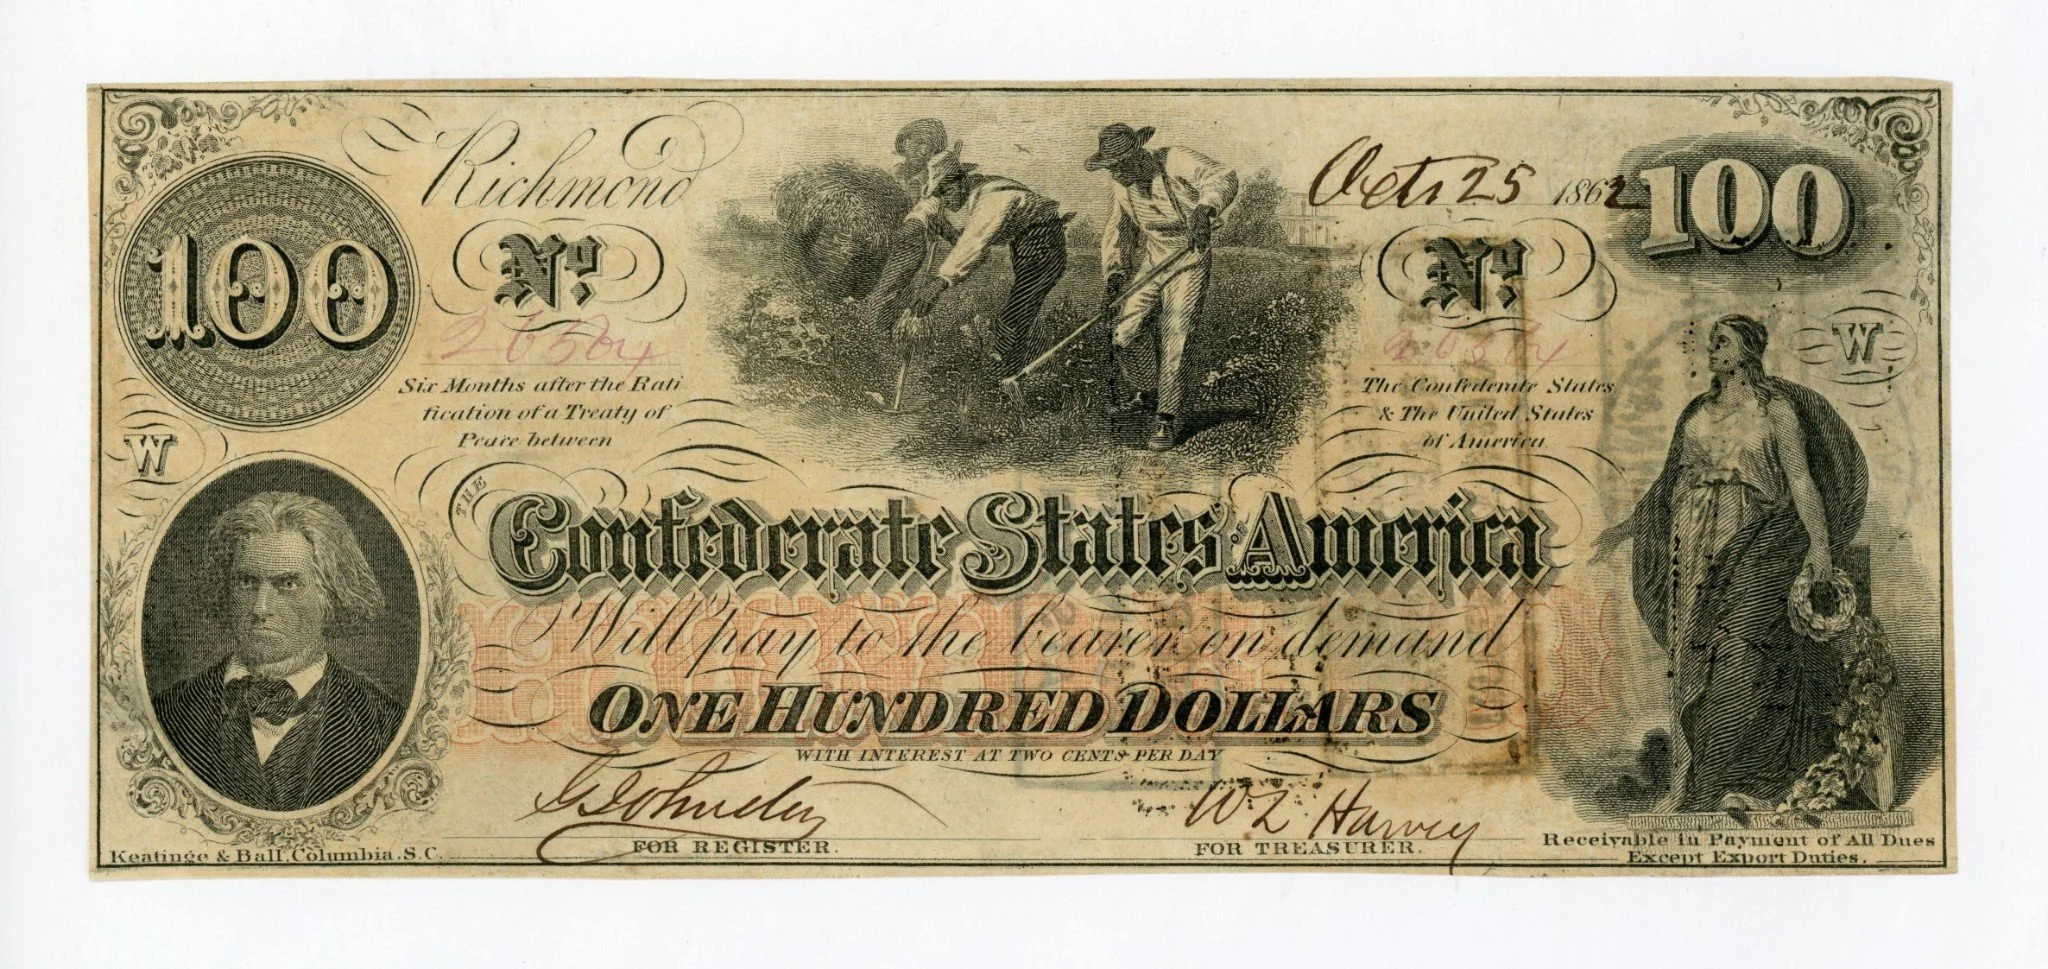 Richmond
Oct. 25 1862
100
100
No.
No.
26504
26504
W
Six Months after the Rati
fication of a Treaty of
Peace between
The Confederate States
& The United States
of America
W
THE
Confederate States of America
Will pay to the bearer on demand
ONE HUNDRED DOLLARS
WITH INTEREST AT TWO CENTS PER DAY
W L Harvey
FOR REGISTER.
FOR TREASURER.
Receivable in Payment of All Dues
Except Export Duties.
Keatinge & Ball, Columbia, S.C.